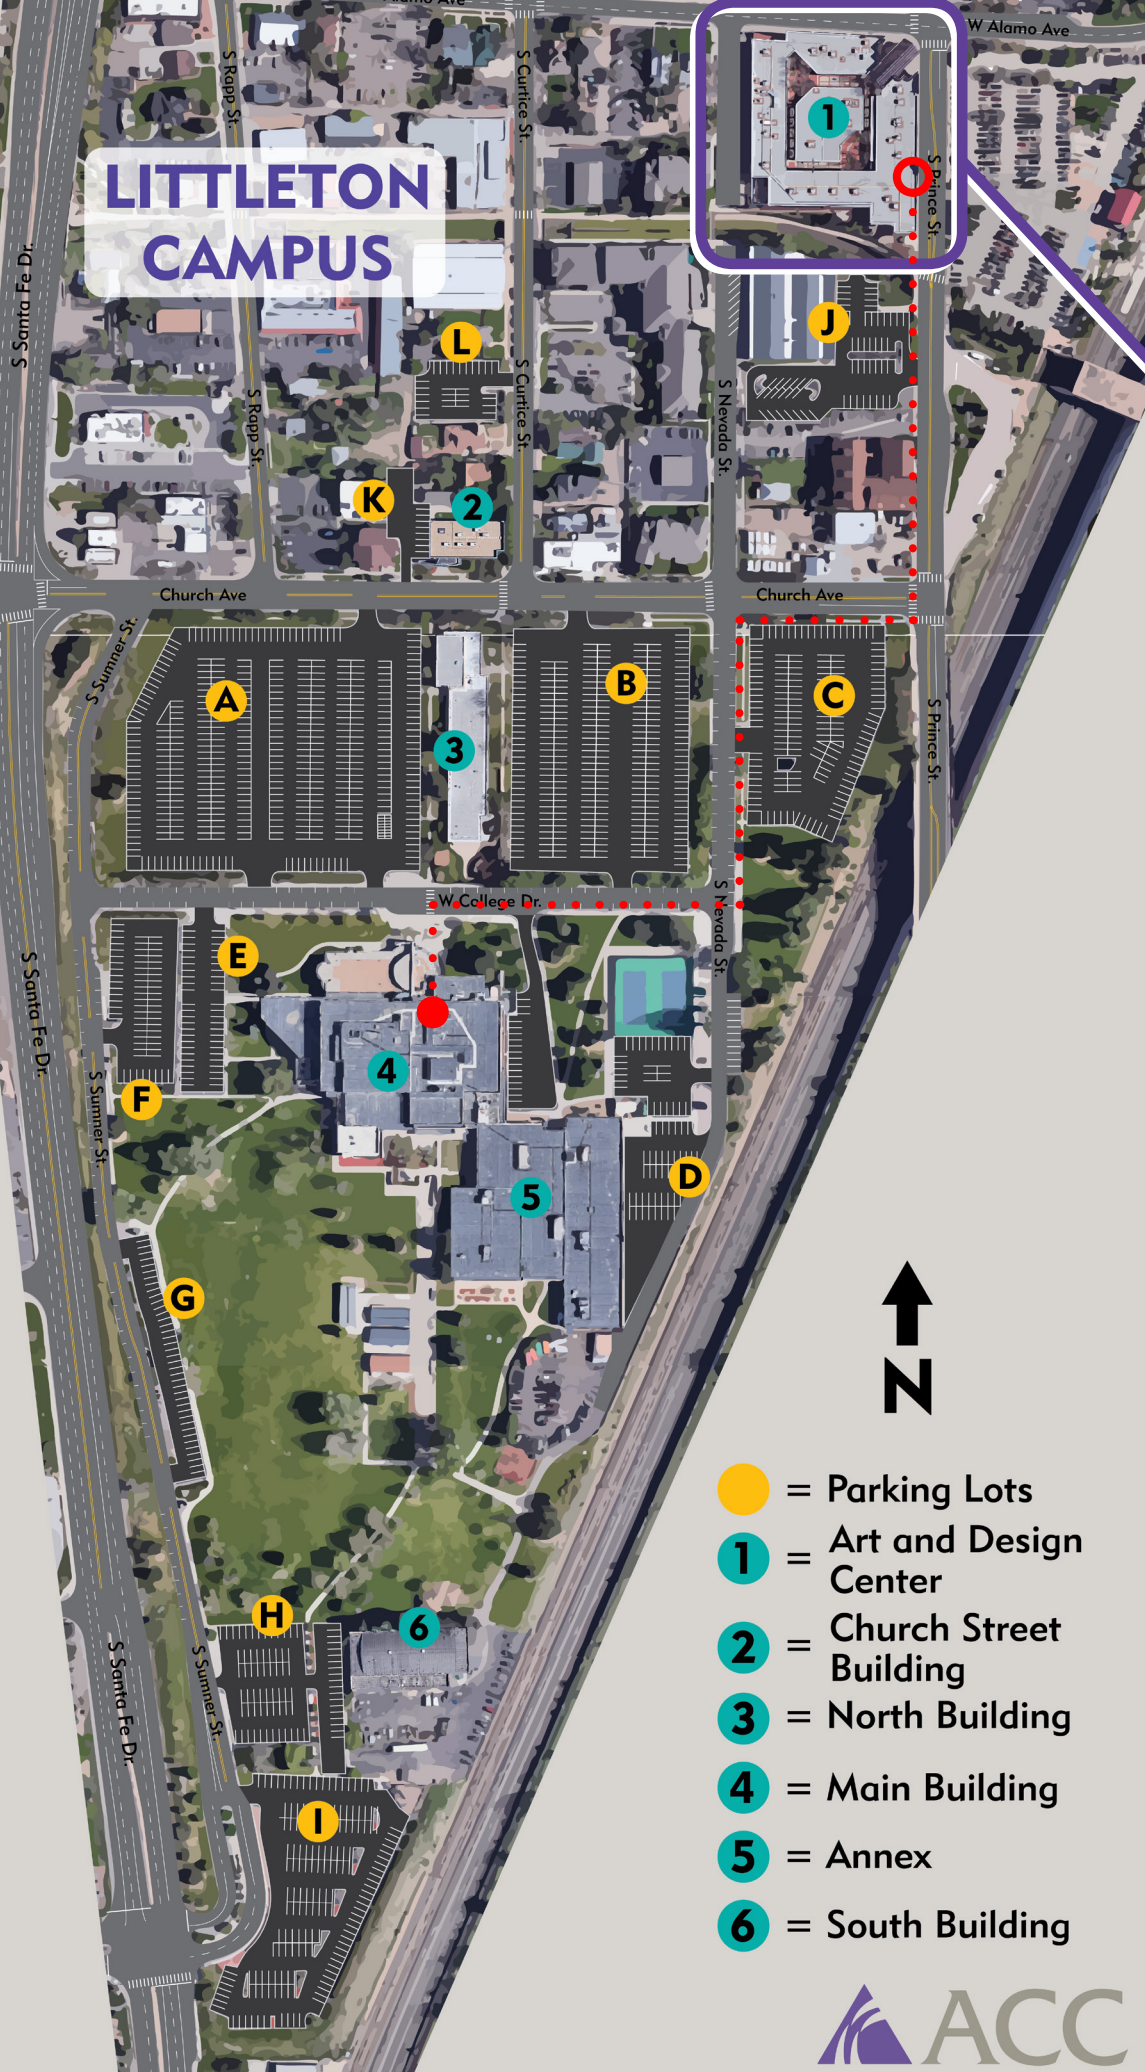 Alamo Ave
W Alamo Ave
S Rapp St.
S Curtice St.
1
S Prince St.
LITTLETON
CAMPUS
S Santa Fe Dr.
J
L
S Rapp St.
S Curtice St.
S Nevada St.
K
2
Church Ave
Church Ave
S Sumner St.
A
B
C
3
S Prince St.
W College Dr.
S Nevada St.
E
S Santa Fe Dr.
4
F
S Sumner St.
D
5
G
N
= Parking Lots
1 = Art and Design
Center
H
6
2 = Church Street
Building
S Santa Fe Dr.
S Sumner St.
3 = North Building
4 = Main Building
I
5 = Annex
6 = South Building
ACC